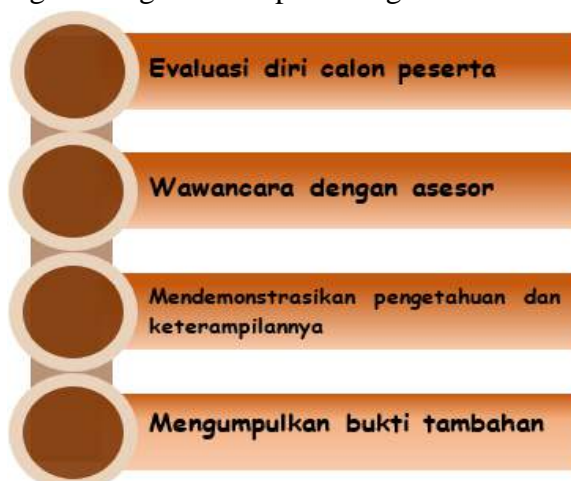 Evaluasi diri calon peserta
Wawancara dengan asesor
Mendemonstrasikan pengetahuan dan
keterampilannya
Mengumpulkan bukti tambahan